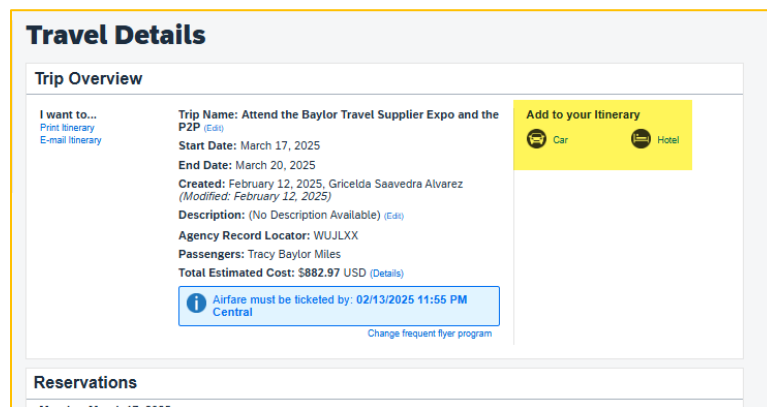 Travel Details
Trip Overview
I want to...
Print Itinerary
E-mail Itinerary
Trip Name: Attend the Baylor Travel Supplier Expo and the
P2P (Edit)
Start Date: March 17, 2025
End Date: March 20, 2025
Created: February 12, 2025, Gricelda Saavedra Alvarez
(Modified: February 12, 2025)
Description: (No Description Available) (Edit)
Agency Record Locator: WUJLXX
Passengers: Tracy Baylor Miles
Total Estimated Cost: $882.97 USD (Details)
Airfare must be ticketed by: 02/13/2025 11:55 PM
Central
Change frequent flyer program
Add to your Itinerary
Car
Hotel
Reservations